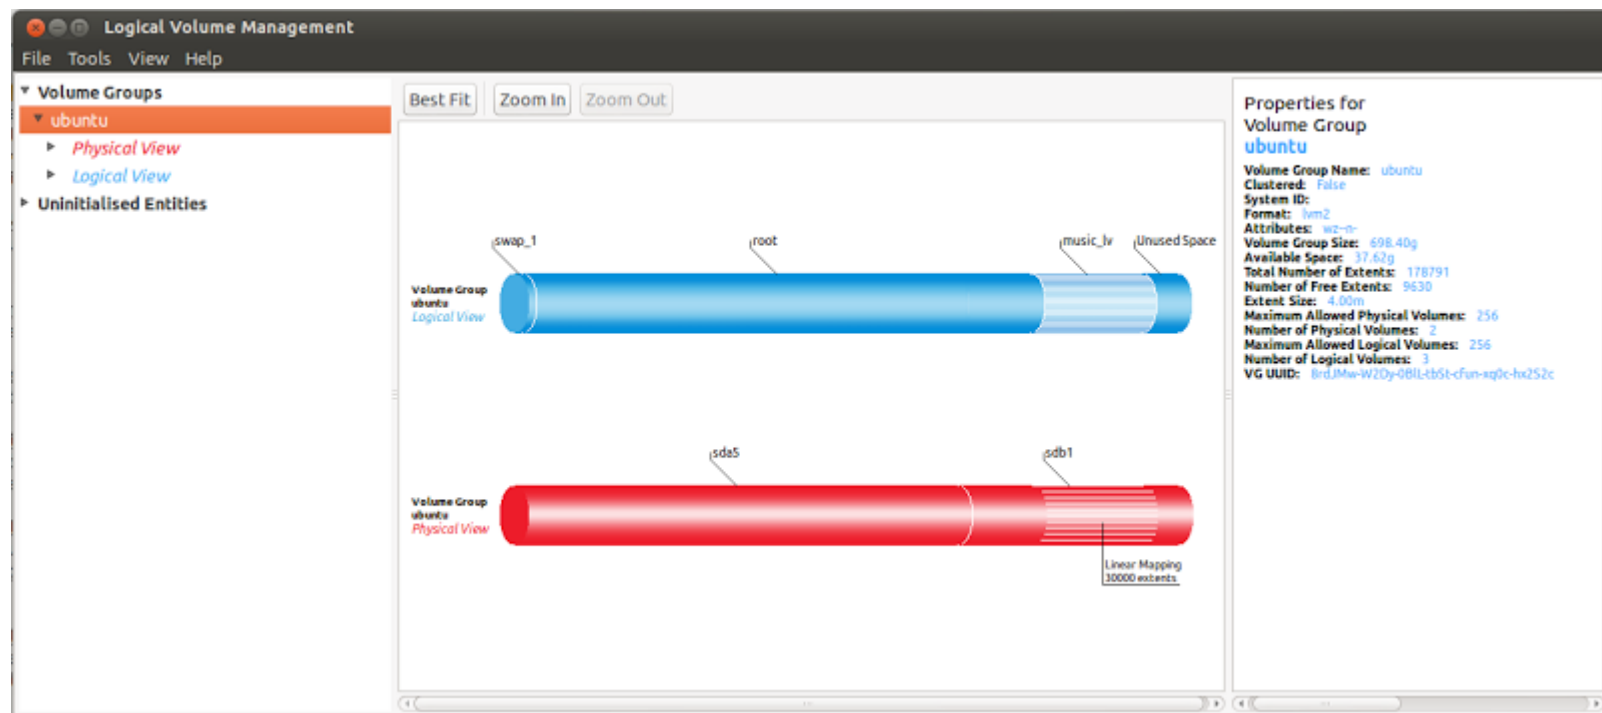 Logical Volume Management
File Tools View Help
Volume Groups
ubuntu
Physical View
Logical View
Uninitialised Entities
Best Fit Zoom In Zoom Out
swap_1 root music_lv Unused Space
Volume Group
ubuntu
Logical View
sda5 sdb1
Volume Group
ubuntu
Physical View
Linear Mapping
30000 extents
Properties for
Volume Group
ubuntu
Volume Group Name: ubuntu
Clustered: False
System ID:
Format: lvm2
Attributes: wz--n-
Volume Group Size: 698.40g
Available Space: 37.62g
Total Number of Extents: 178791
Number of Free Extents: 9630
Extent Size: 4.00m
Maximum Allowed Physical Volumes: 256
Number of Physical Volumes: 2
Maximum Allowed Logical Volumes: 256
Number of Logical Volumes: 3
VG UUID: